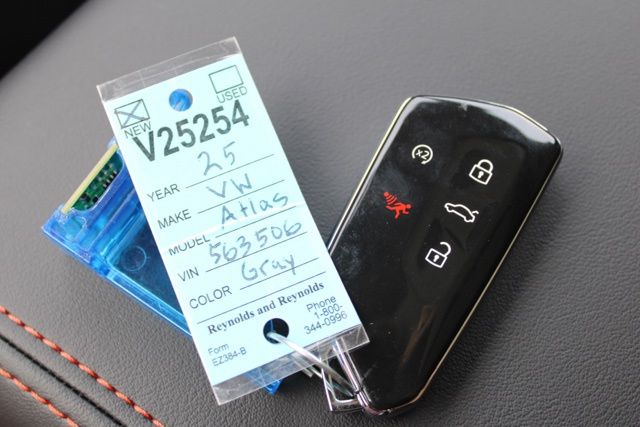 NEW
USED
V25254
YEAR 25
MAKE VW
MODEL Atlas
VIN 563506
COLOR Gray
Reynolds and Reynolds
Form
EZ384-B
Phone
1-800-
344-0996
x2